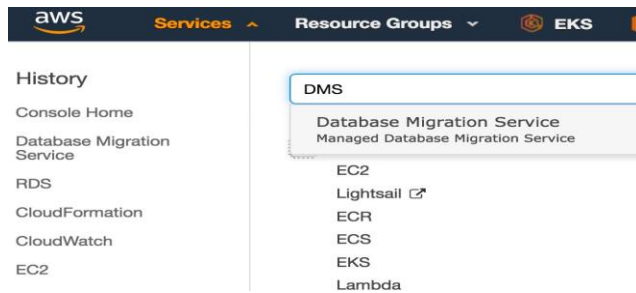 aws Services Resource Groups EKS
History
Console Home
Database Migration
Service
RDS
CloudFormation
CloudWatch
EC2
DMS
Database Migration Service
Managed Database Migration Service
EC2
Lightsail
ECR
ECS
EKS
Lambda